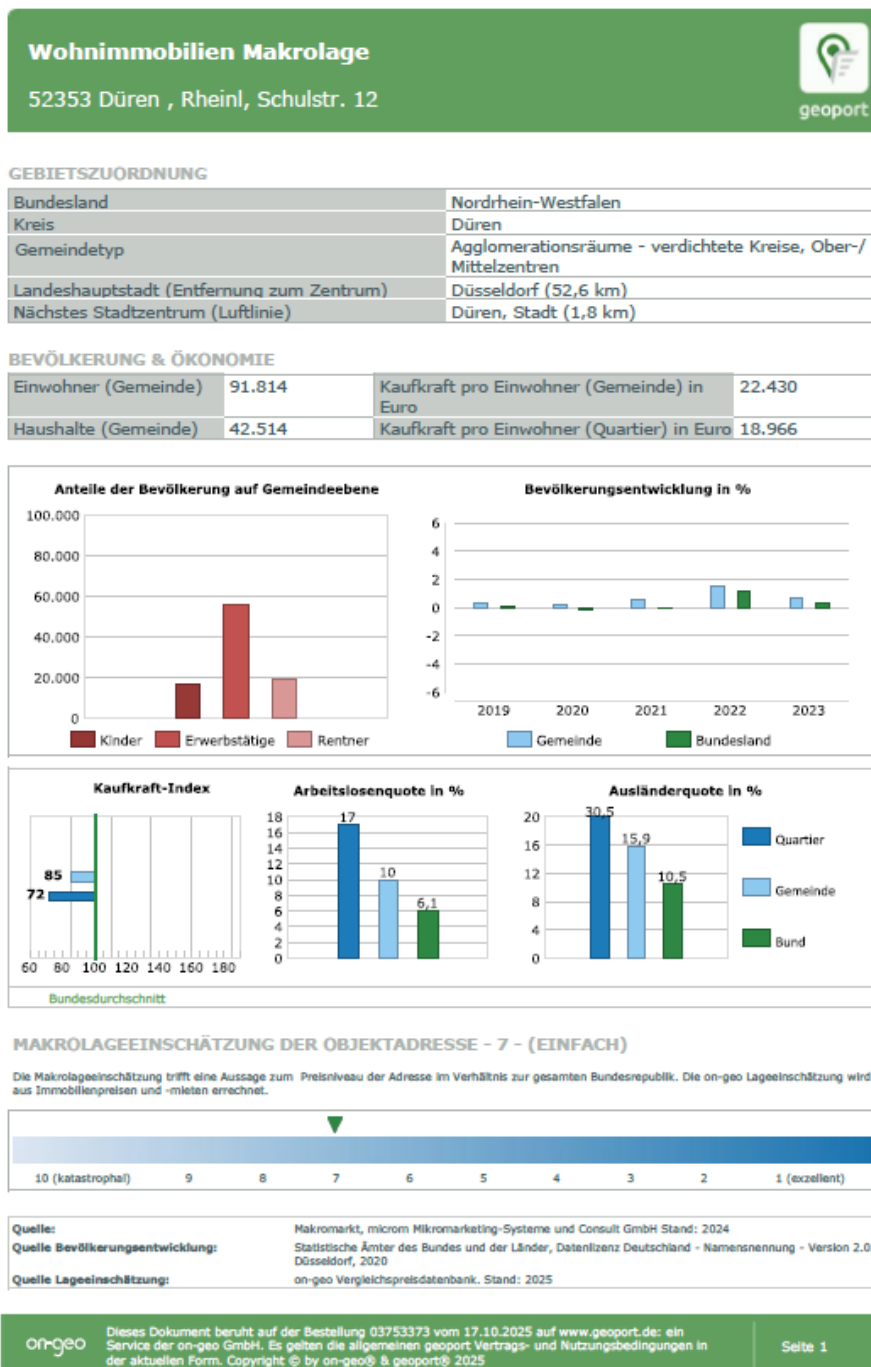 Wohnimmobilien Makrolage
52353 Düren , Rheinl, Schulstr. 12
geoport
GEBIETSZUORDNUNG
Bundesland Nordrhein-Westfalen
Kreis Düren
Gemeindetyp Agglomerationsräume - verdichtete Kreise, Ober-/
Mittelzentren
Landeshauptstadt (Entfernung zum Zentrum) Düsseldorf (52,6 km)
Nächstes Stadtzentrum (Luftlinie) Düren, Stadt (1,8 km)
BEVÖLKERUNG & ÖKONOMIE
Einwohner (Gemeinde) 91.814 Kaufkraft pro Einwohner (Gemeinde) in 22.430
Euro
Haushalte (Gemeinde) 42.514 Kaufkraft pro Einwohner (Quartier) in Euro 18.966
Anteile der Bevölkerung auf Gemeindeebene
100.000
80.000
60.000
40.000
20.000
0
Kinder Erwerbstätige Rentner
Bevölkerungsentwicklung in %
6
4
2
0
-2
-4
-6
2019 2020 2021 2022 2023
Gemeinde Bundesland
Kaufkraft-Index
85
72
60 80 100 120 140 160 180
Bundesdurchschnitt
Arbeitslosenquote in %
18
16
14
12
10
8
6
4
2
0
17
10
6,1
Ausländerquote in %
20
16
12
8
4
0
30,5
15,9
10,5
Quartier
Gemeinde
Bund
MAKROLAGEEINSCHÄTZUNG DER OBJEKTADRESSE - 7 - (EINFACH)
Die Makrolageeinschätzung trifft eine Aussage zum Preisniveau der Adresse im Verhältnis zur gesamten Bundesrepublik. Die on-geo Lageeinschätzung wird
aus Immobilienpreisen und -mieten errechnet.
10 (katastrophal) 9 8 7 6 5 4 3 2 1 (exzellent)
Quelle: Makromarkt, microm Mikromarketing-Systeme und Consult GmbH Stand: 2024
Quelle Bevölkerungsentwicklung: Statistische Ämter des Bundes und der Länder, Datenlizenz Deutschland - Namensnennung - Version 2.0
Düsseldorf, 2020
Quelle Lageeinschätzung: on-geo Vergleichspreisdatenbank. Stand: 2025
on-geo
Dieses Dokument beruht auf der Bestellung 03753373 vom 17.10.2025 auf www.geoport.de: ein
Service der on-geo GmbH. Es gelten die allgemeinen geoport Vertrags- und Nutzungsbedingungen in
der aktuellen Form. Copyright © by on-geo® & geoport® 2025
Seite 1